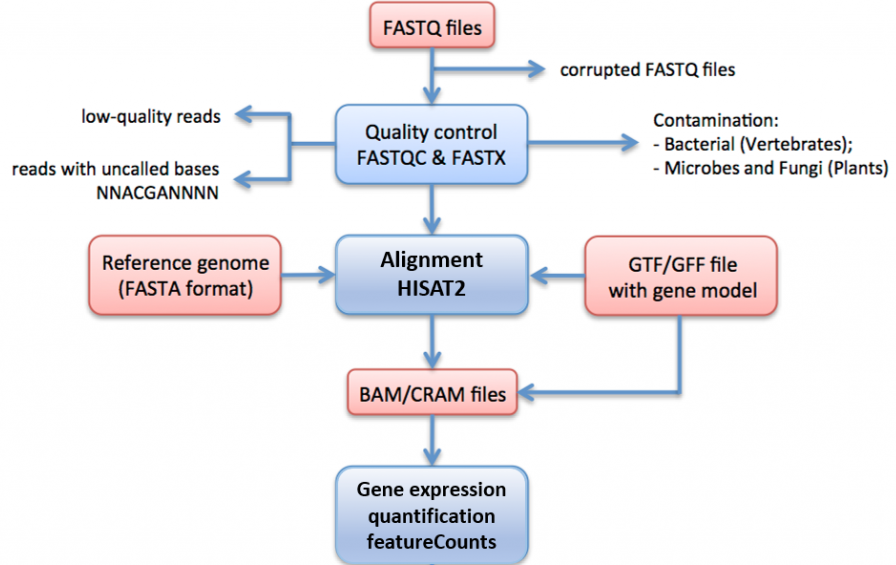 FASTQ files
corrupted FASTQ files
low-quality reads
reads with uncalled bases
NNACGANNNN
Quality control
FASTQC & FASTX
Contamination:
- Bacterial (Vertebrates);
- Microbes and Fungi (Plants)
Reference genome
(FASTA format)
Alignment
HISAT2
GTF/GFF file
with gene model
BAM/CRAM files
Gene expression
quantification
featureCounts